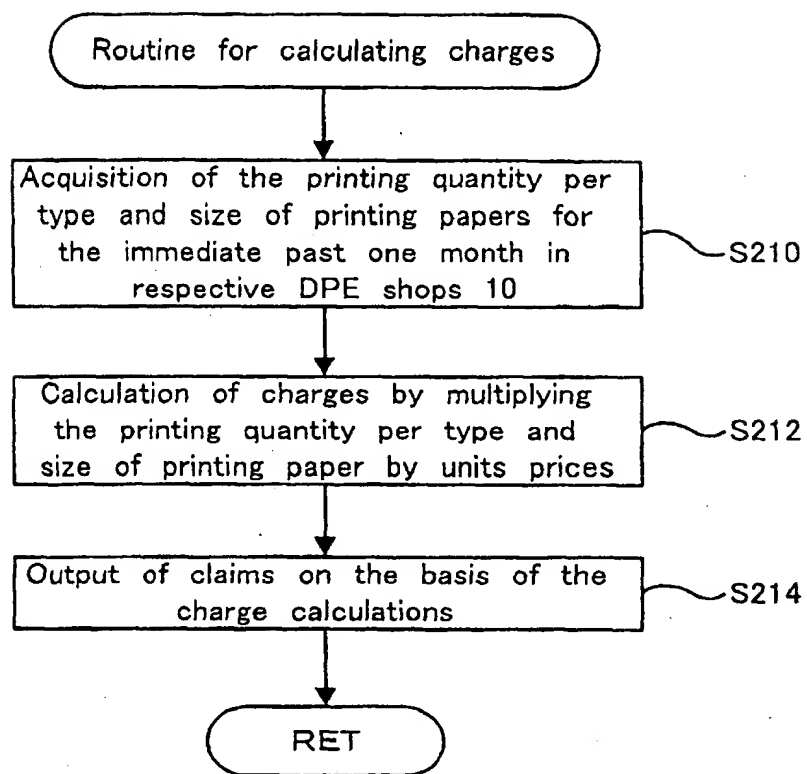 Routine for calculating charges
Acquisition of the printing quantity per
type and size of printing papers for
the immediate past one month in
respective DPE shops 10
S210
Calculation of charges by multiplying
the printing quantity per type and
size of printing paper by units prices
S212
Output of claims on the basis of the
charge calculations
S214
RET